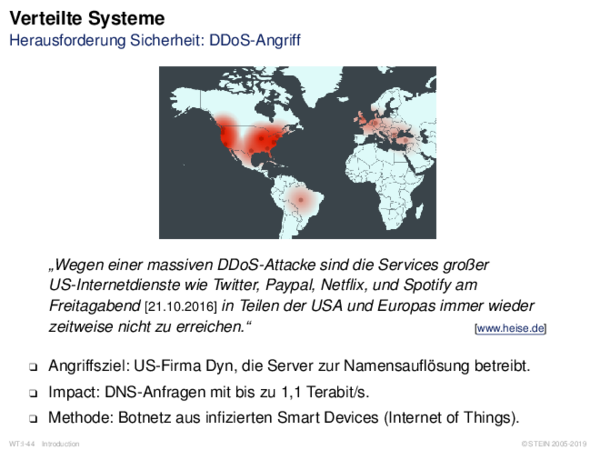 Verteilte Systeme
Herausforderung Sicherheit: DDoS-Angriff
„Wegen einer massiven DDoS-Attacke sind die Services großer
US-Internetdienste wie Twitter, Paypal, Netflix, und Spotify am
Freitagabend [21.10.2016] in Teilen der USA und Europas immer wieder
zeitweise nicht zu erreichen.“ [www.heise.de]
❑ Angriffsziel: US-Firma Dyn, die Server zur Namensauflösung betreibt.
❑ Impact: DNS-Anfragen mit bis zu 1,1 Terabit/s.
❑ Methode: Botnetz aus infizierten Smart Devices (Internet of Things).
WT:I-44 Introduction © STEIN 2005-2019